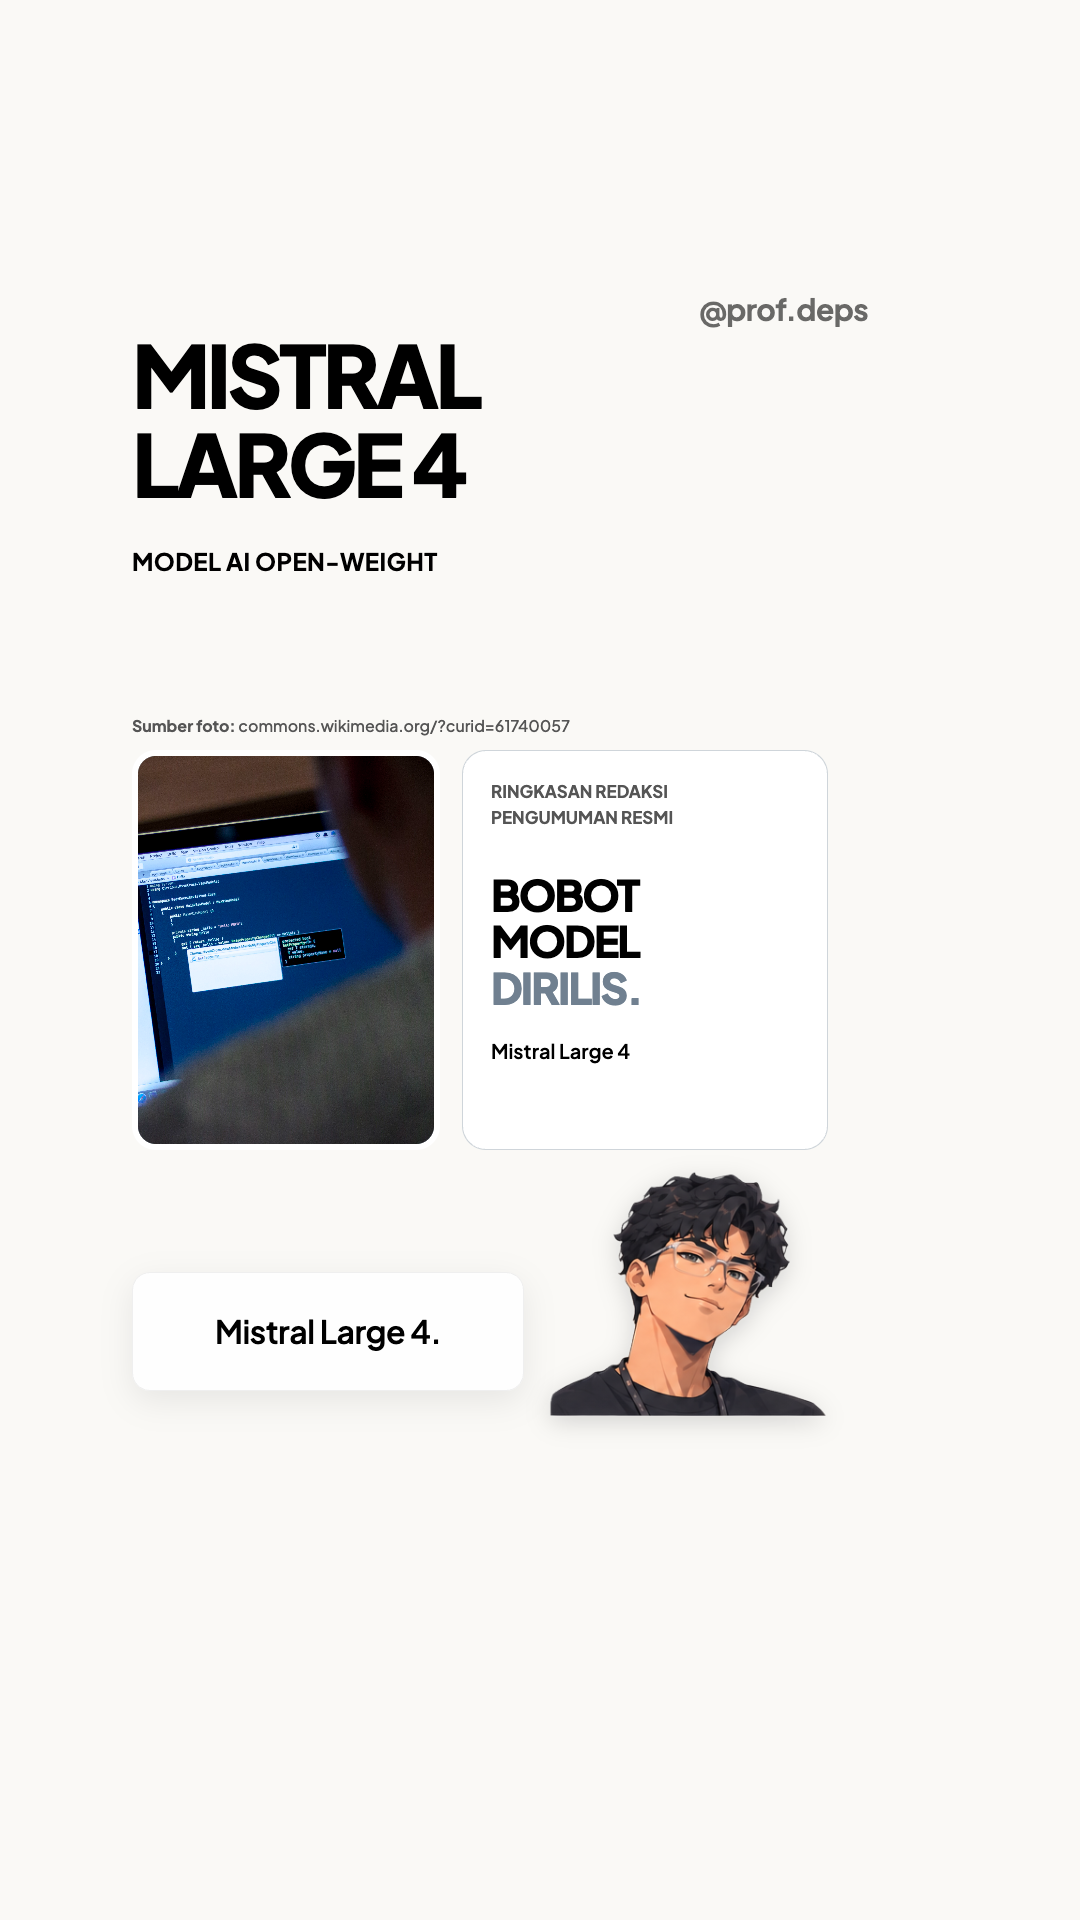 @prof.deps
MISTRAL
LARGE 4
MODEL AI OPEN-WEIGHT
Sumber foto: commons.wikimedia.org/?curid=61740057
RINGKASAN REDAKSI
PENGUMUMAN RESMI
BOBOT
MODEL
DIRILIS.
Mistral Large 4
Mistral Large 4.